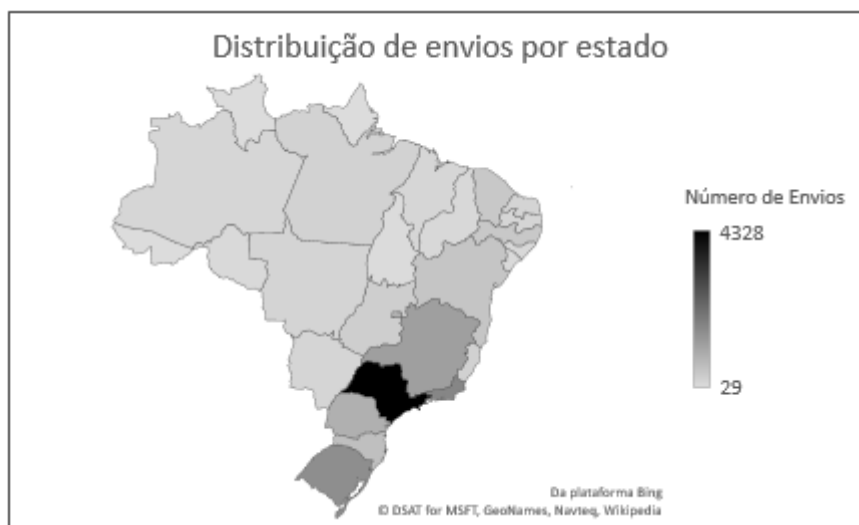 Distribuição de envios por estado
Número de Envios
4328
29
Da plataforma Bing
© DSAT for MSFT, GeoNames, Navteq, Wikipedia